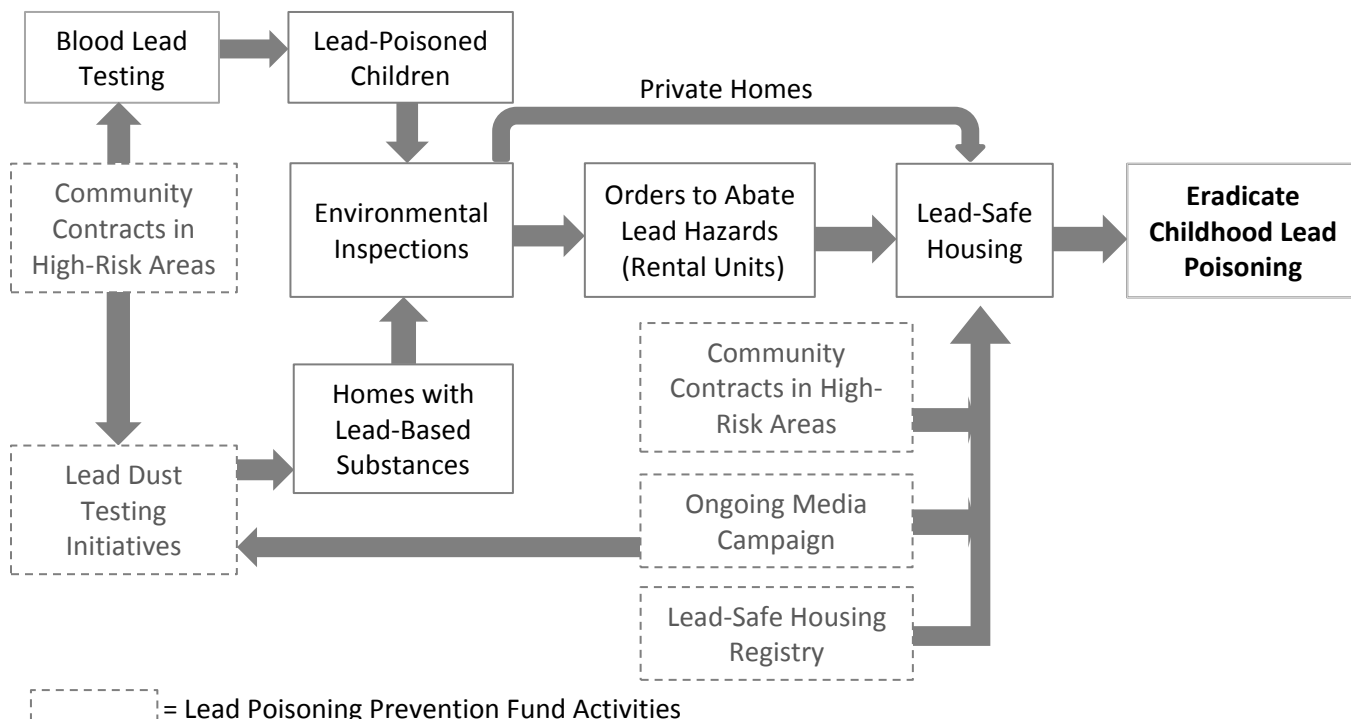 Blood Lead
Testing
Lead-Poisoned
Children
Private Homes
Community
Contracts in
High-Risk Areas
Environmental
Inspections
Orders to Abate
Lead Hazards
(Rental Units)
Lead-Safe
Housing
Eradicate
Childhood Lead
Poisoning
Homes with
Lead-Based
Substances
Community
Contracts in High-
Risk Areas
Lead Dust
Testing
Initiatives
Ongoing Media
Campaign
Lead-Safe Housing
Registry
= Lead Poisoning Prevention Fund Activities